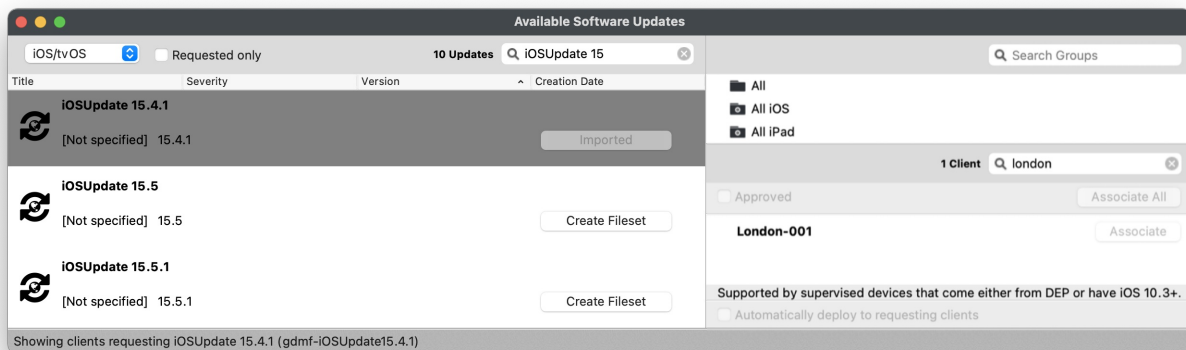 Available Software Updates
iOS/tvOS Requested only 10 Updates iOSUpdate 15
Title Severity Version Creation Date
iOSUpdate 15.4.1
[Not specified] 15.4.1 Imported
iOSUpdate 15.5
[Not specified] 15.5 Create Fileset
iOSUpdate 15.5.1
[Not specified] 15.5.1 Create Fileset
Search Groups
All
All iOS
All iPad
1 Client london
Approved Associate All
London-001 Associate
Supported by supervised devices that come either from DEP or have iOS 10.3+.
Automatically deploy to requesting clients
Showing clients requesting iOSUpdate 15.4.1 (gdmf-iOSUpdate15.4.1)